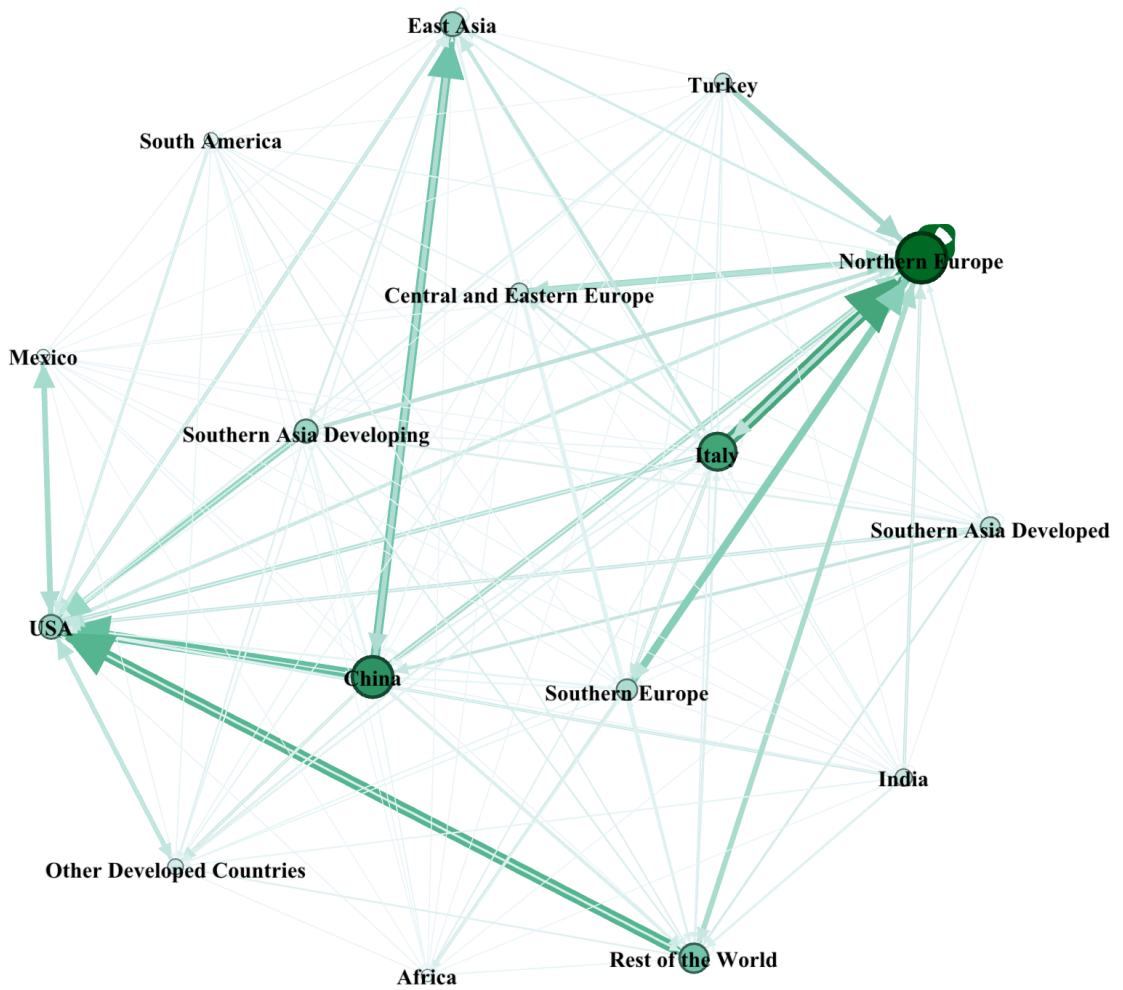 East Asia
Turkey
South America
Northern Europe
Central and Eastern Europe
Mexico
Southern Asia Developing
Italy
Southern Asia Developed
USA
China
Southern Europe
India
Other Developed Countries
Rest of the World
Africa